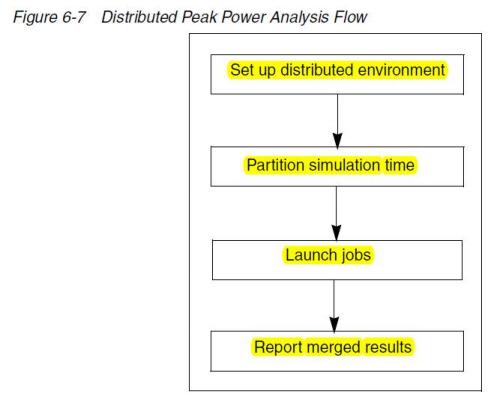 Figure 6-7 Distributed Peak Power Analysis Flow
Set up distributed environment
Partition simulation time
Launch jobs
Report merged results